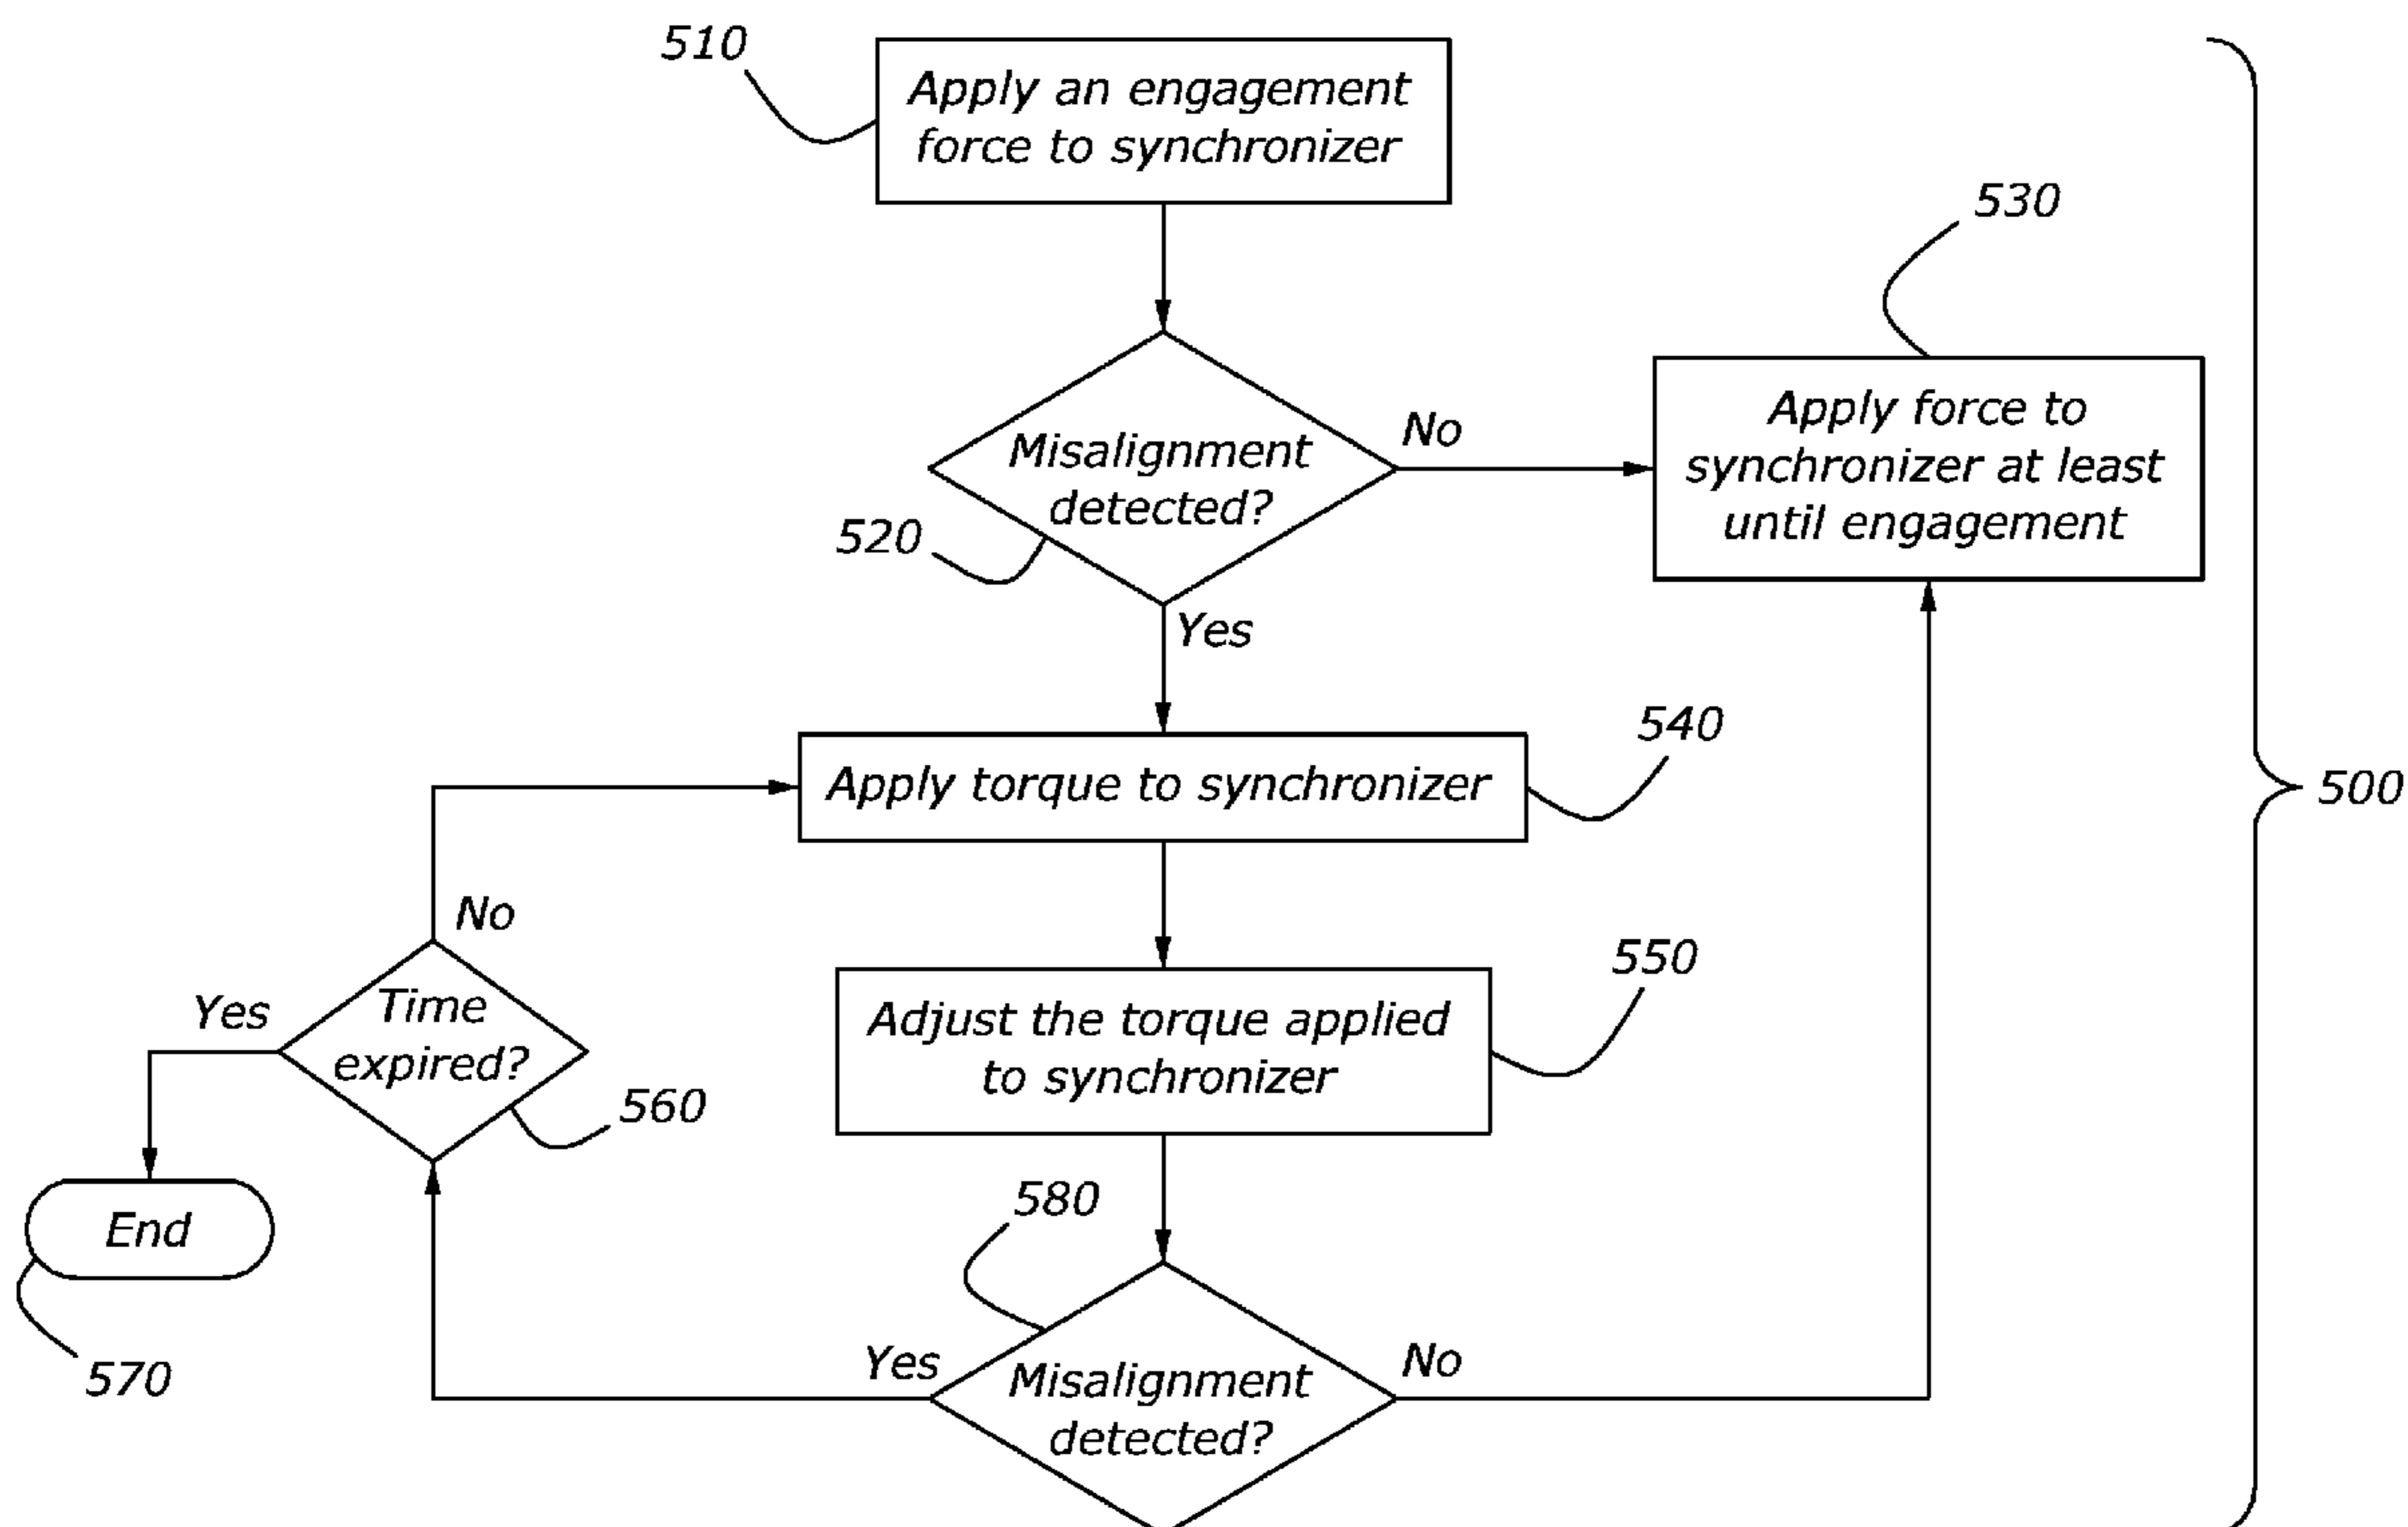 510
Apply an engagement
force to synchronizer
530
Misalignment
detected?
No
Apply force to
synchronizer at least
until engagement
520
Yes
540
Apply torque to synchronizer
500
No
550
Yes
Time
expired?
Adjust the torque applied
to synchronizer
560
580
End
Yes
Misalignment
detected?
No
570